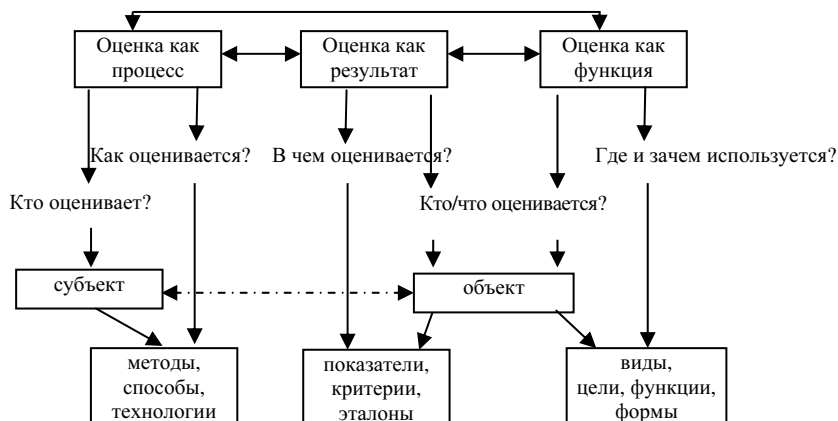 Оценка как
процесс
Оценка как
результат
Оценка как
функция
Как оценивается?
В чем оценивается?
Где и зачем используется?
Кто оценивает?
Кто/что оценивается?
субъект
объект
методы,
способы,
технологии
показатели,
критерии,
эталоны
виды,
цели, функции,
формы